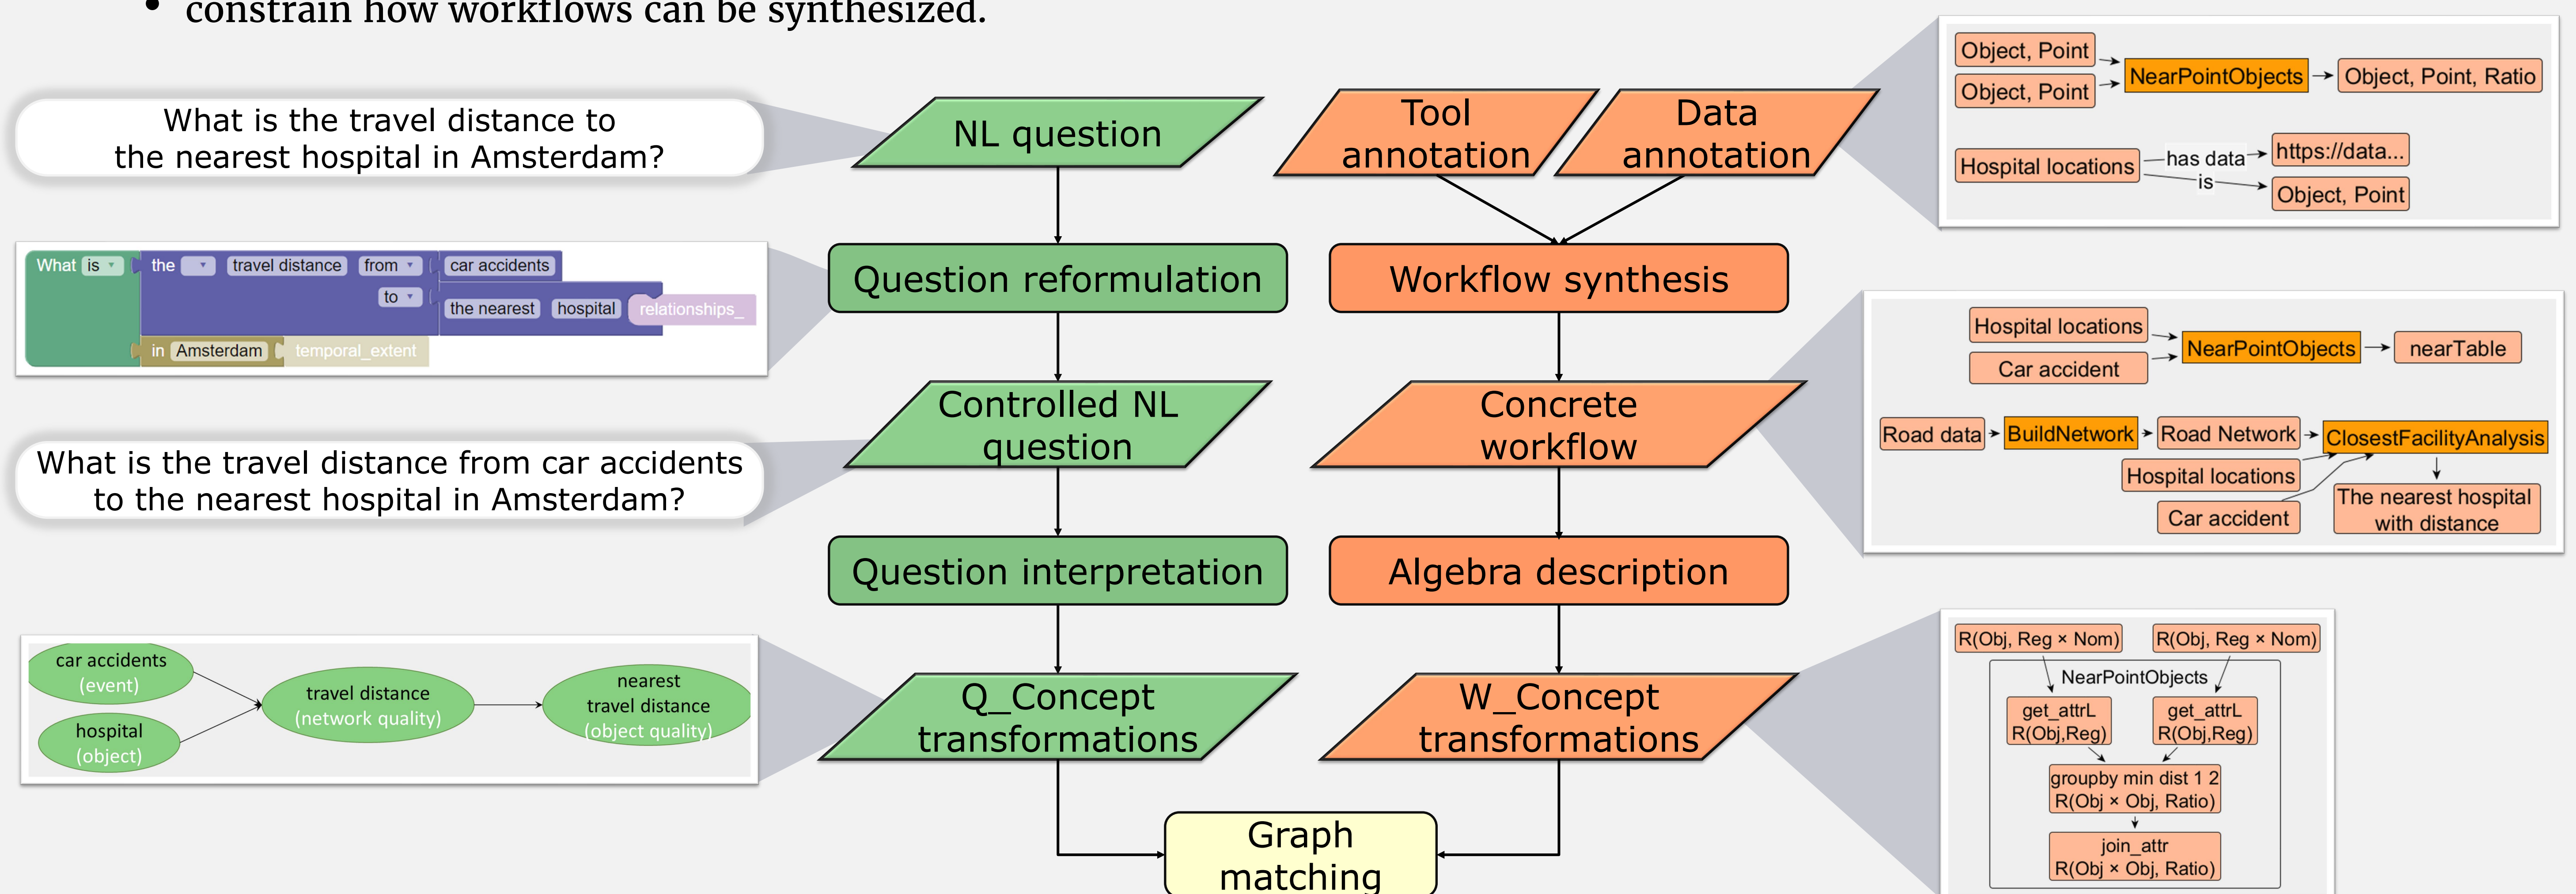 constrain how workflows can be synthesized.
What is the travel distance to
the nearest hospital in Amsterdam?
NL question
Tool
annotation
Data
annotation
Object, Point
Object, Point
NearPointObjects
Object, Point, Ratio
Hospital locations
has data
is
https://data...
Object, Point
What is the travel distance from car accidents
to the nearest hospital relationships_
in Amsterdam temporal_extent
Question reformulation
Workflow synthesis
Hospital locations
Car accident
NearPointObjects
nearTable
Road data
BuildNetwork
Road Network
ClosestFacilityAnalysis
Hospital locations
Car accident
The nearest hospital
with distance
What is the travel distance from car accidents
to the nearest hospital in Amsterdam?
Controlled NL
question
Concrete
workflow
Question interpretation
Algebra description
car accidents
(event)
hospital
(object)
travel distance
(network quality)
nearest
travel distance
(object quality)
Q_Concept
transformations
W_Concept
transformations
R(Obj, Reg × Nom)
R(Obj, Reg × Nom)
NearPointObjects
get_attrL
R(Obj,Reg)
get_attrL
R(Obj,Reg)
groupby min dist 1 2
R(Obj × Obj, Ratio)
join_attr
R(Obj × Obj, Ratio)
Graph
matching